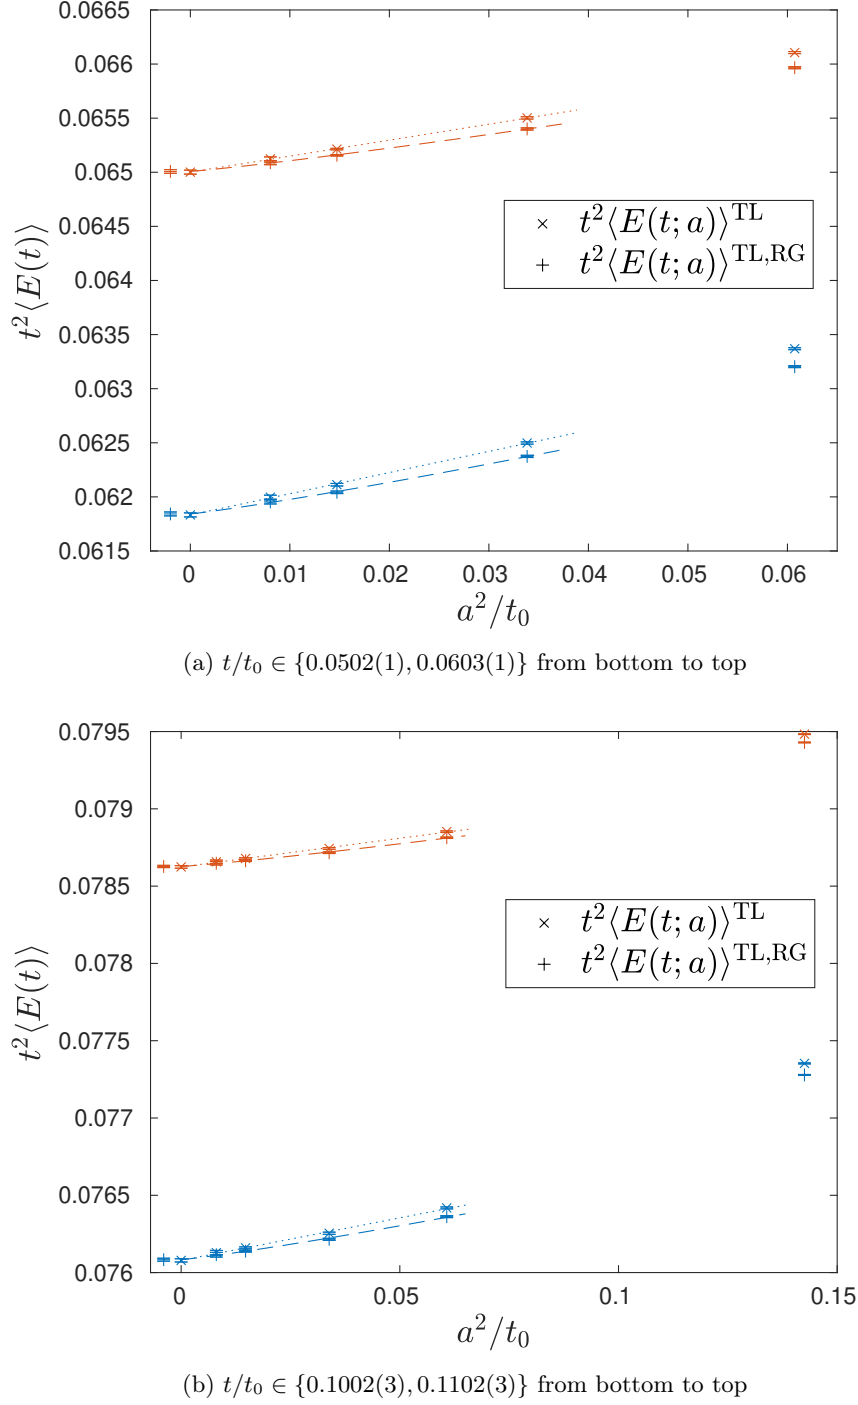 0.0665
0.066
0.0655
0.065
0.0645
0.064
0.0635
0.063
0.0625
0.062
0.0615
t²⟨E(t)⟩
× t²⟨E(t; a)⟩^TL
+ t²⟨E(t; a)⟩^TL,RG
0 0.01 0.02 0.03 0.04 0.05 0.06
a²/t₀
(a) t/t₀ ∈ {0.0502(1), 0.0603(1)} from bottom to top
0.0795
0.079
0.0785
0.078
0.0775
0.077
0.0765
0.076
t²⟨E(t)⟩
× t²⟨E(t; a)⟩^TL
+ t²⟨E(t; a)⟩^TL,RG
0 0.05 0.1 0.15
a²/t₀
(b) t/t₀ ∈ {0.1002(3), 0.1102(3)} from bottom to top